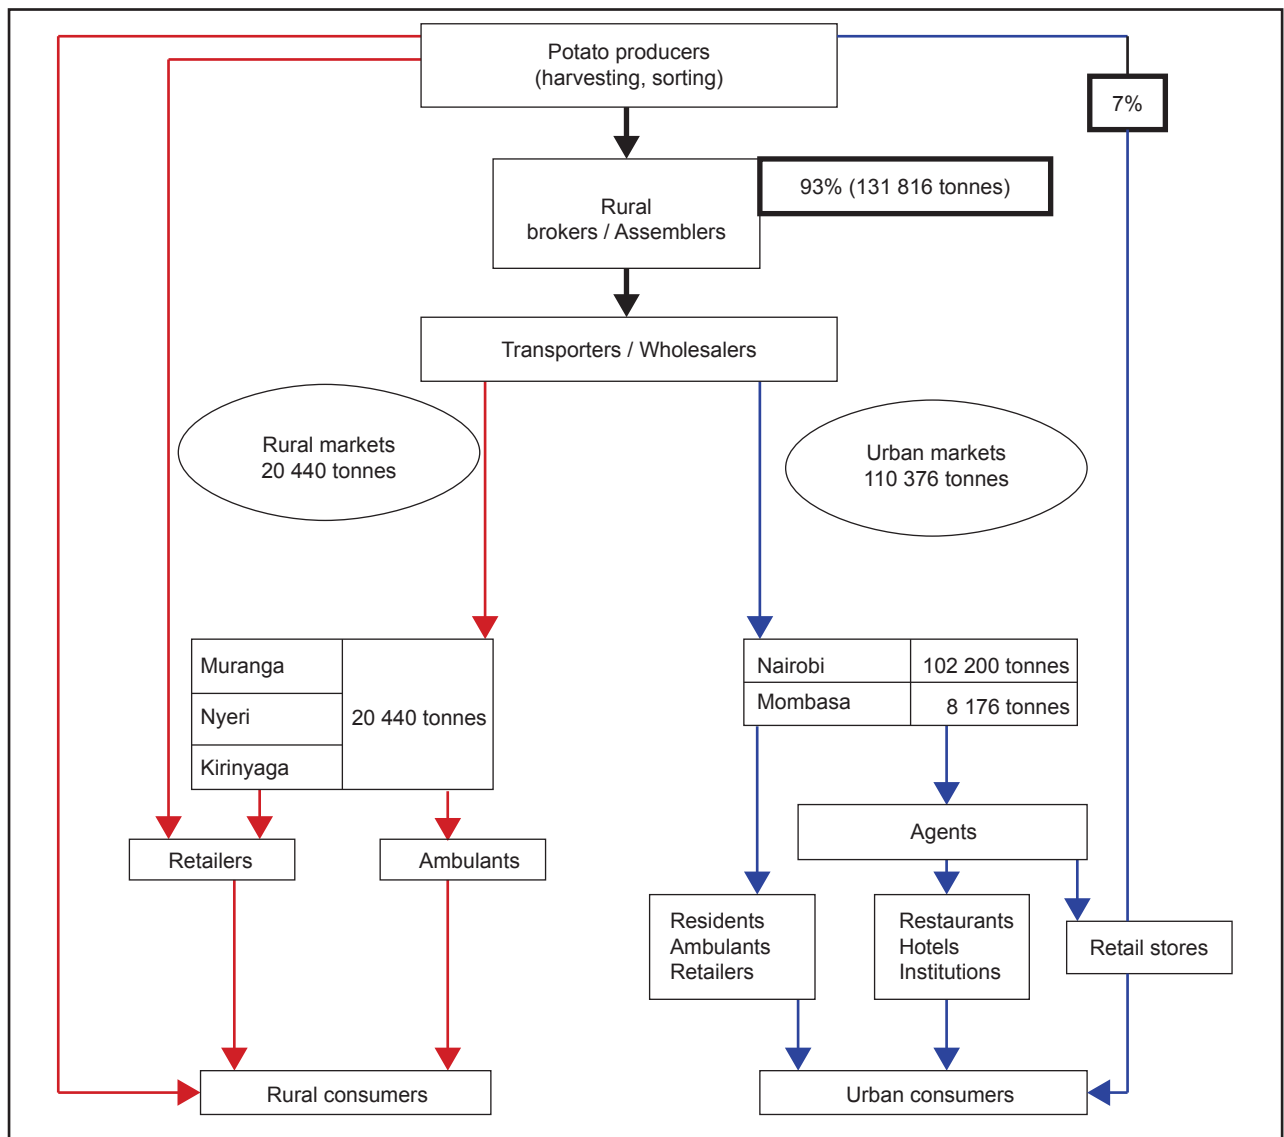 Potato producers
(harvesting, sorting)
7%
93% (131 816 tonnes)
Rural
brokers / Assemblers
Transporters / Wholesalers
Rural markets
20 440 tonnes
Urban markets
110 376 tonnes
Muranga
Nyeri
Kirinyaga
20 440 tonnes
Nairobi
102 200 tonnes
Mombasa
8 176 tonnes
Retailers
Ambulants
Agents
Residents
Ambulants
Retailers
Restaurants
Hotels
Institutions
Retail stores
Rural consumers
Urban consumers